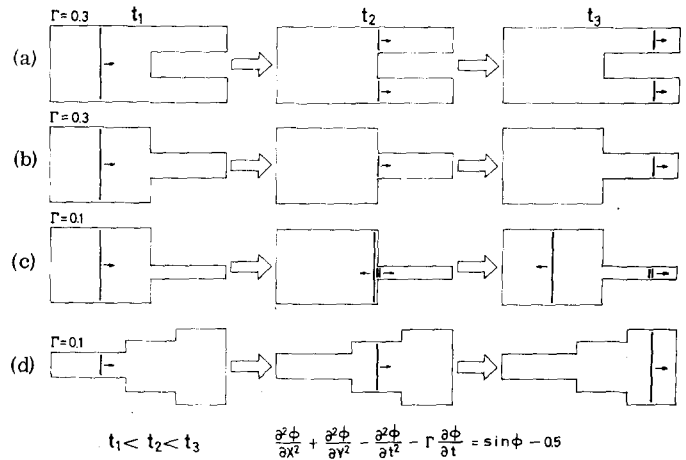 t₁ t₂ t₃
(a) Γ=0.3
(b) Γ=0.3
(c) Γ=0.1
(d) Γ=0.1
t₁< t₂< t₃ ∂²ϕ/∂x² + ∂²ϕ/∂y² − ∂²ϕ/∂t² − Γ ∂ϕ/∂t = sinϕ − 0.5